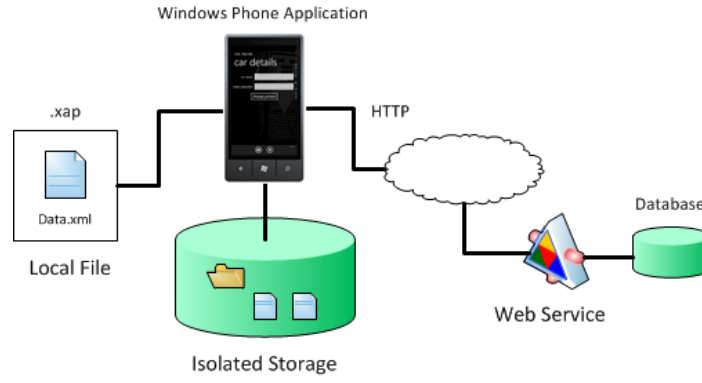 Windows Phone Application
car details
.xap
HTTP
Data.xml
Database
Local File
Web Service
Isolated Storage